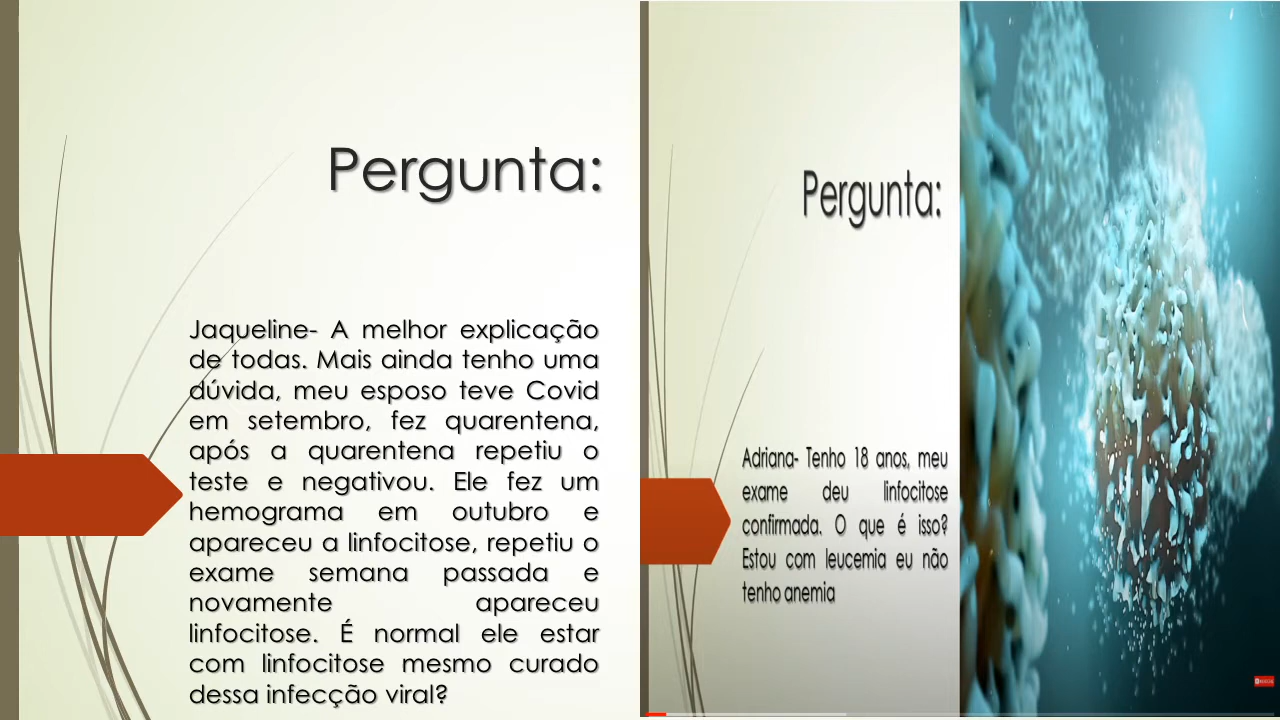 Pergunta:
Jaqueline- A melhor explicação
de todas. Mais ainda tenho uma
dúvida, meu esposo teve Covid
em setembro, fez quarentena,
após a quarentena repetiu o
teste e negativou. Ele fez um
hemograma em outubro e
apareceu a linfocitose, repetiu o
exame semana passada e
novamente apareceu
linfocitose. É normal ele estar
com linfocitose mesmo curado
dessa infecção viral?
Pergunta:
Adriana- Tenho 18 anos, meu
exame deu linfocitose
confirmada. O que é isso?
Estou com leucemia eu não
tenho anemia